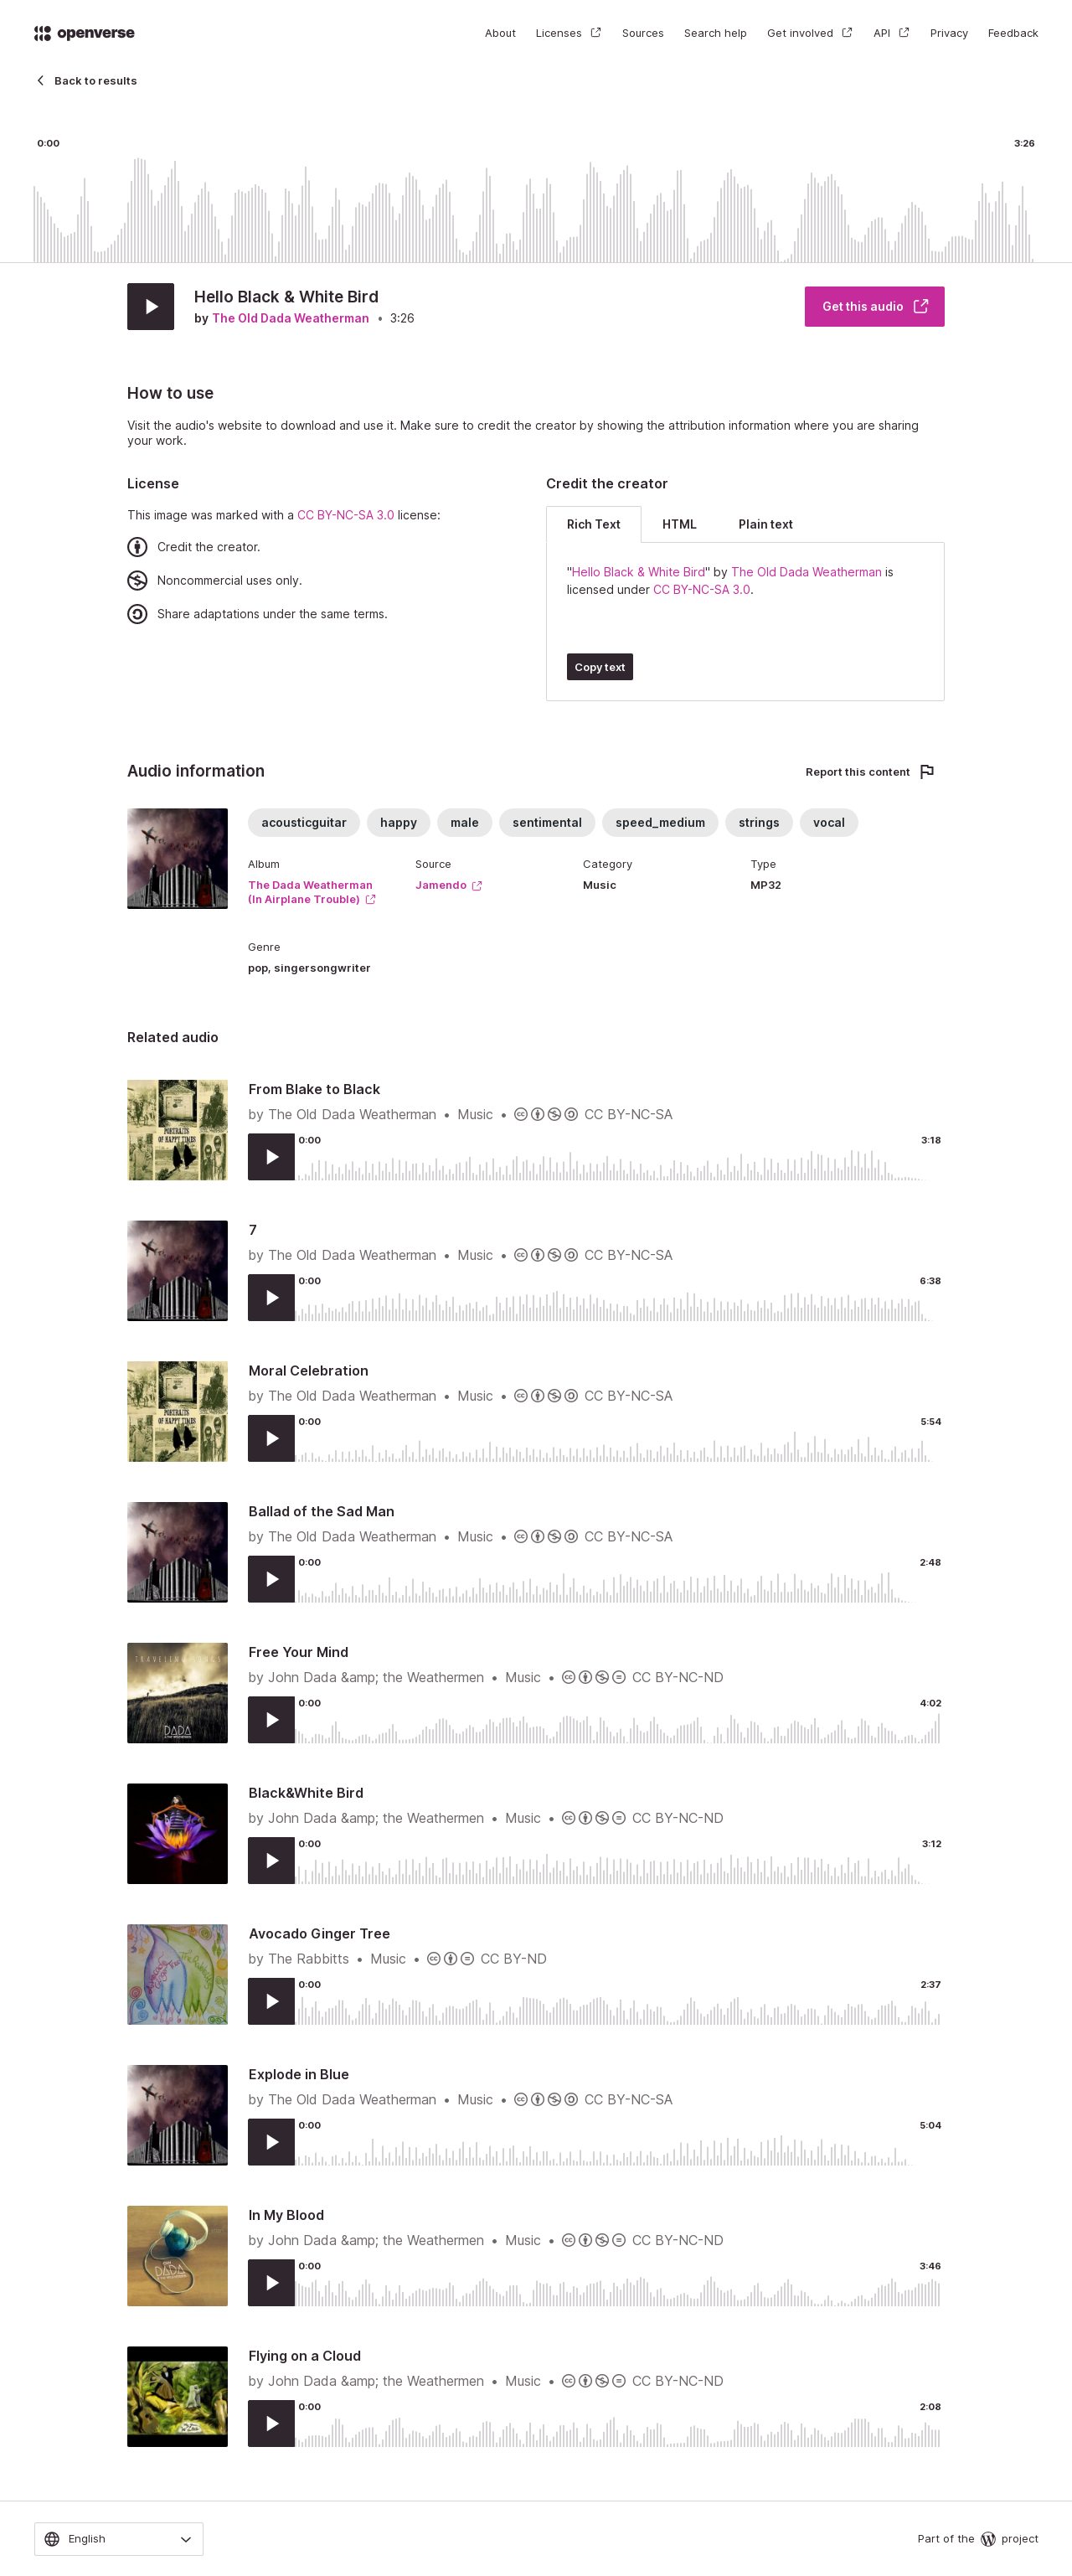 openverse
About Licenses Sources Search help Get involved API Privacy Feedback
Back to results
0:00 3:26
Hello Black & White Bird
by The Old Dada Weatherman • 3:26
Get this audio
How to use
Visit the audio's website to download and use it. Make sure to credit the creator by showing the attribution information where you are sharing
your work.
License
This image was marked with a CC BY-NC-SA 3.0 license:
Credit the creator.
Noncommercial uses only.
Share adaptations under the same terms.
Credit the creator
Rich Text HTML Plain text
"Hello Black & White Bird" by The Old Dada Weatherman is
licensed under CC BY-NC-SA 3.0.
Copy text
Audio information
Report this content
acousticguitar happy male sentimental speed_medium strings vocal
Album
The Dada Weatherman
(In Airplane Trouble)
Source
Jamendo
Category
Music
Type
MP32
Genre
pop, singersongwriter
Related audio
PORTRAITS
OF HAPPY TIMES
From Blake to Black
by The Old Dada Weatherman • Music • CC BY-NC-SA
0:00 3:18
7
by The Old Dada Weatherman • Music • CC BY-NC-SA
0:00 6:38
PORTRAITS
OF HAPPY TIMES
Moral Celebration
by The Old Dada Weatherman • Music • CC BY-NC-SA
0:00 5:54
Ballad of the Sad Man
by The Old Dada Weatherman • Music • CC BY-NC-SA
0:00 2:48
DADA
Free Your Mind
by John Dada &amp; the Weathermen • Music • CC BY-NC-ND
0:00 4:02
Black&White Bird
by John Dada &amp; the Weathermen • Music • CC BY-NC-ND
0:00 3:12
Avocado Ginger Tree
by The Rabbitts • Music • CC BY-ND
0:00 2:37
Explode in Blue
by The Old Dada Weatherman • Music • CC BY-NC-SA
0:00 5:04
DADA
In My Blood
by John Dada &amp; the Weathermen • Music • CC BY-NC-ND
0:00 3:46
Flying on a Cloud
by John Dada &amp; the Weathermen • Music • CC BY-NC-ND
0:00 2:08
English
Part of the project